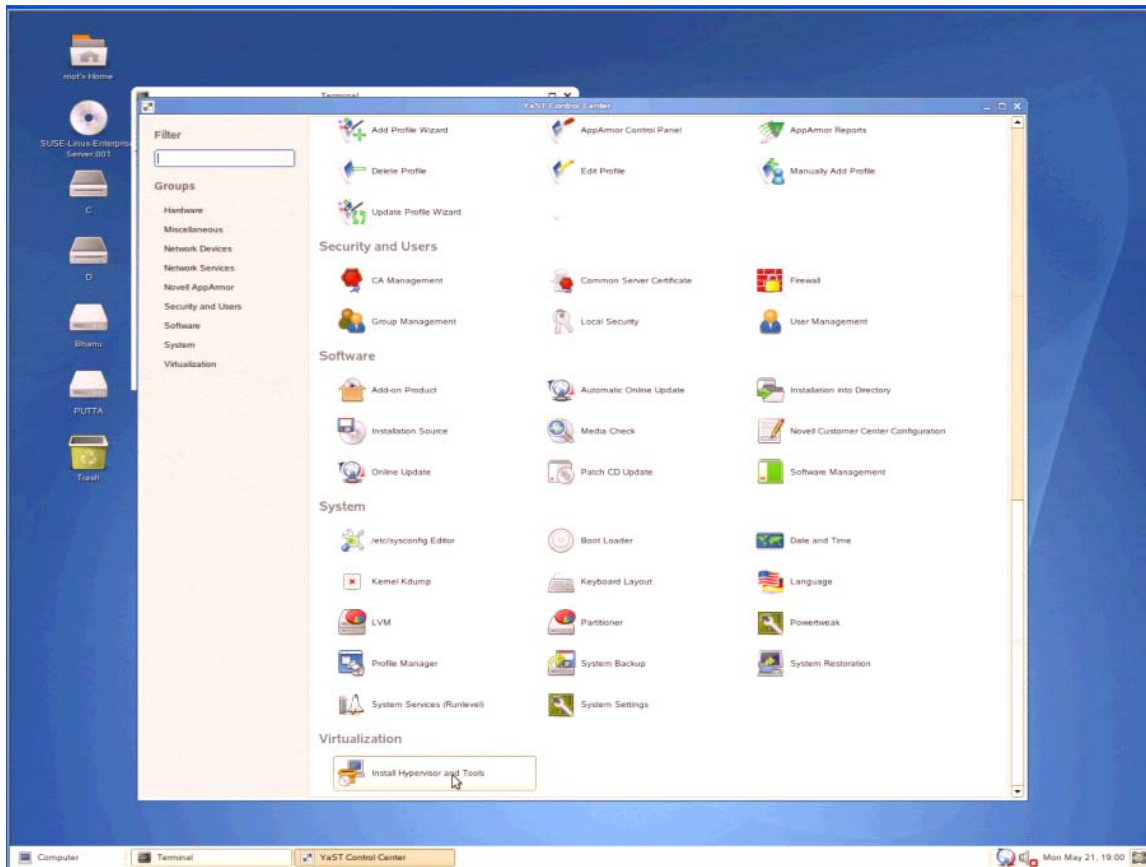 root's Home
SUSE-Linux-Enterprise
Server.001
C
D
Bhanu
PUTTA
Trash
Terminal
YaST Control Center
Filter
Groups
Hardware
Miscellaneous
Network Devices
Network Services
Novell AppArmor
Security and Users
Software
System
Virtualization
Add Profile Wizard
AppArmor Control Panel
AppArmor Reports
Delete Profile
Edit Profile
Manually Add Profile
Update Profile Wizard
Security and Users
CA Management
Common Server Certificate
Firewall
Group Management
Local Security
User Management
Software
Add-on Product
Automatic Online Update
Installation into Directory
Installation Source
Media Check
Novell Customer Center Configuration
Online Update
Patch CD Update
Software Management
System
/etc/sysconfig Editor
Boot Loader
Date and Time
Kernel Kdump
Keyboard Layout
Language
LVM
Partitioner
Powertweak
Profile Manager
System Backup
System Restoration
System Services (Runlevel)
System Settings
Virtualization
Install Hypervisor and Tools
Computer
Terminal
YaST Control Center
Mon May 21, 19:00